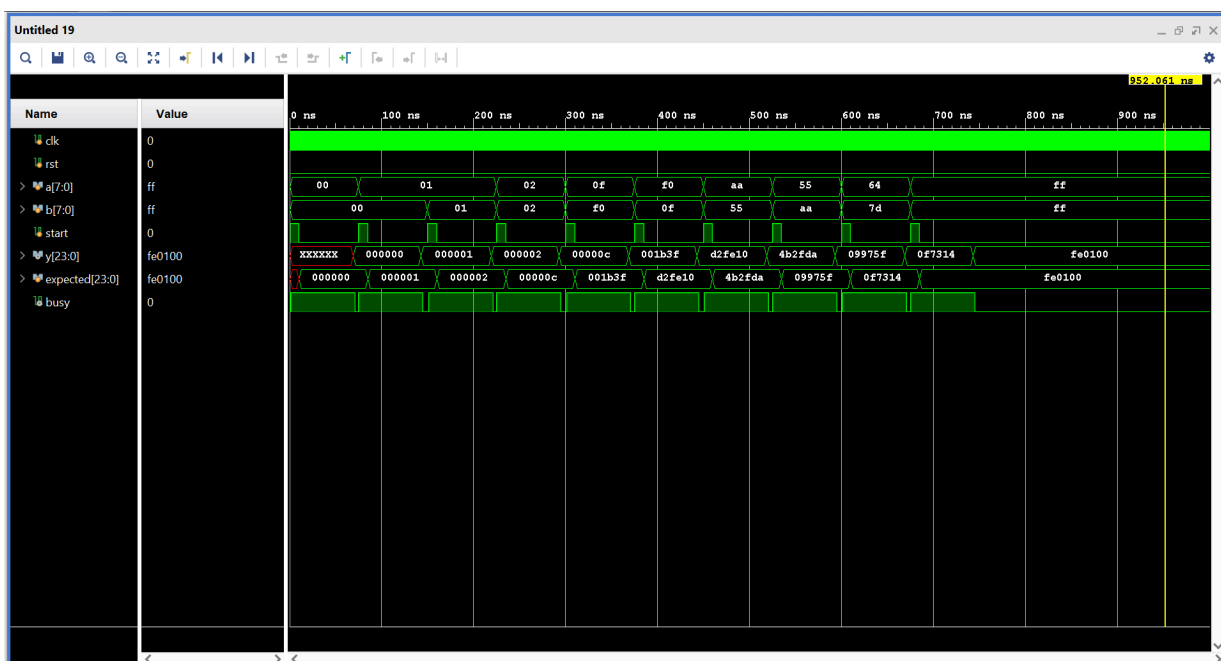 Untitled 19
952.061 ns
Name Value
0 ns 100 ns 200 ns 300 ns 400 ns 500 ns 600 ns 700 ns 800 ns 900 ns
clk 0
rst 0
a[7:0] ff 00 01 02 0f f0 aa 55 64 ff
b[7:0] ff 00 01 02 f0 0f 55 aa 7d ff
start 0
y[23:0] fe0100 XXXXXX 000000 000001 000002 00000c 001b3f d2fe10 4b2fda 09975f 0f7314 fe0100
expected[23:0] fe0100 000000 000001 000002 00000c 001b3f d2fe10 4b2fda 09975f 0f7314 fe0100
busy 0